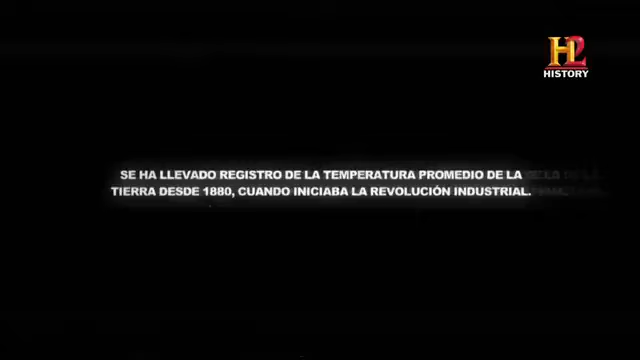 H2
HISTORY
SE HA LLEVADO REGISTRO DE LA TEMPERATURA PROMEDIO DE LA
TIERRA DESDE 1880, CUANDO INICIABA LA REVOLUCIÓN INDUSTRIAL.